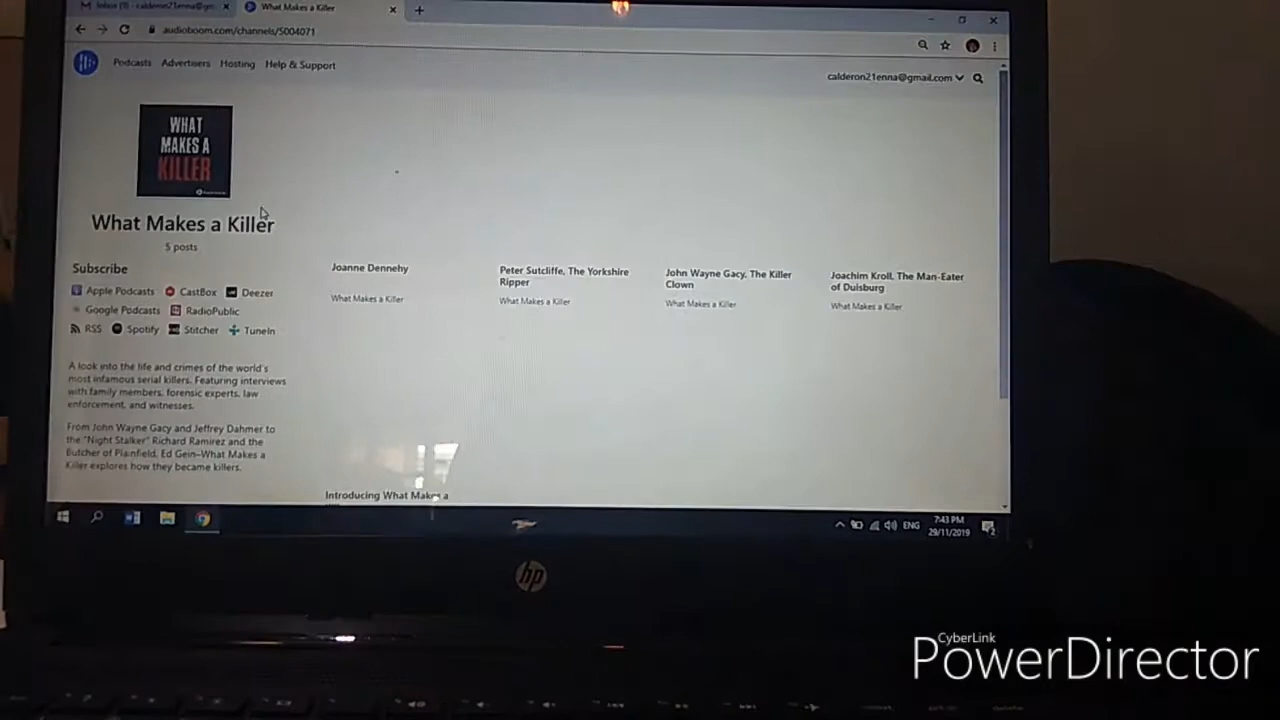 What Makes a Killer
audioboom.com/channels/5004071
Podcasts Advertisers Hosting Help & Support
calderon21enna@gmail.com
WHAT
MAKES A
KILLER
What Makes a Killer
5 posts
Subscribe
Apple Podcasts CastBox Deezer
Google Podcasts RadioPublic
RSS Spotify Stitcher TuneIn
A look into the life and crimes of the world's
most infamous serial killers. Featuring interviews
with family members, forensic experts, law
enforcement, and witnesses.
From John Wayne Gacy and Jeffrey Dahmer to
the "Night Stalker" Richard Ramirez and the
Butcher of Plainfield, Ed Gein–What Makes a
Killer explores how they became killers.
Joanne Dennehy
What Makes a Killer
Peter Sutcliffe, The Yorkshire
Ripper
What Makes a Killer
John Wayne Gacy, The Killer
Clown
What Makes a Killer
Joachim Kroll, The Man-Eater
of Duisburg
What Makes a Killer
Introducing What Makes a
ENG
7:43 PM
29/11/2019
hp
CyberLink
PowerDirector